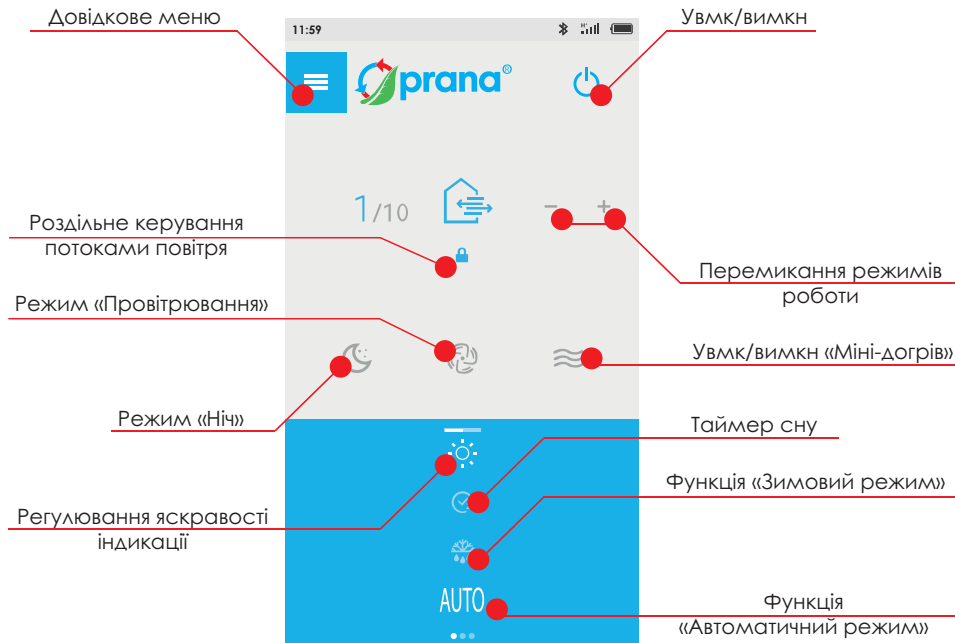 Довідкове меню
Увмк/вимкн
11:59
prana®
1/10
- +
Роздільне керування
потоками повітря
Перемикання режимів
роботи
Режим «Провітрювання»
Увмк/вимкн «Міні-догрів»
Режим «Ніч»
Таймер сну
Функція «Зимовий режим»
Регулювання яскравості
індикації
AUTO
Функція
«Автоматичний режим»